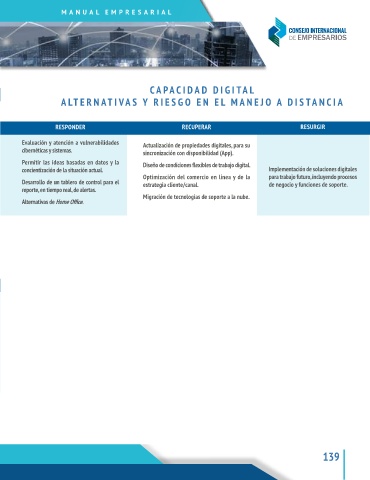 MANUAL EMPRESARIAL
CONSEJO INTERNACIONAL
DE EMPRESARIOS
CAPACIDAD DIGITAL
ALTERNATIVAS Y RIESGO EN EL MANEJO A DISTANCIA
RESPONDER
Evaluación y atención a vulnerabilidades
cibernéticas y sistemas.
Permitir las ideas basadas en datos y la
concientización de la situación actual.
Desarrollo de un tablero de control para el
reporte, en tiempo real, de alertas.
Alternativas de Home Office.
RECUPERAR
Actualización de propiedades digitales, para su
sincronización con disponibilidad (App).
Diseño de condiciones flexibles de trabajo digital.
Optimización del comercio en línea y de la
estrategia cliente/canal.
Migración de tecnologías de soporte a la nube.
RESURGIR
Implementación de soluciones digitales
para trabajo futuro, incluyendo procesos
de negocio y funciones de soporte.
139